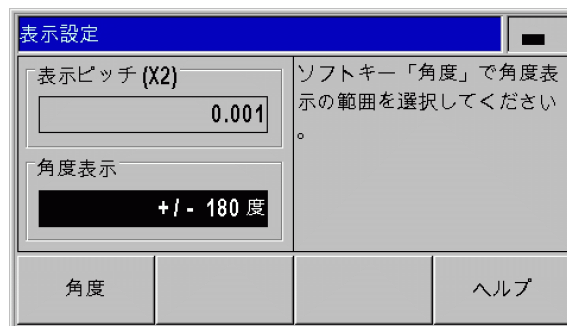 表示設定
表示ピッチ (X2)
0.001
角度表示
+/- 180 度
ソフトキー「角度」で角度表
示の範囲を選択してください
。
角度
ヘルプ